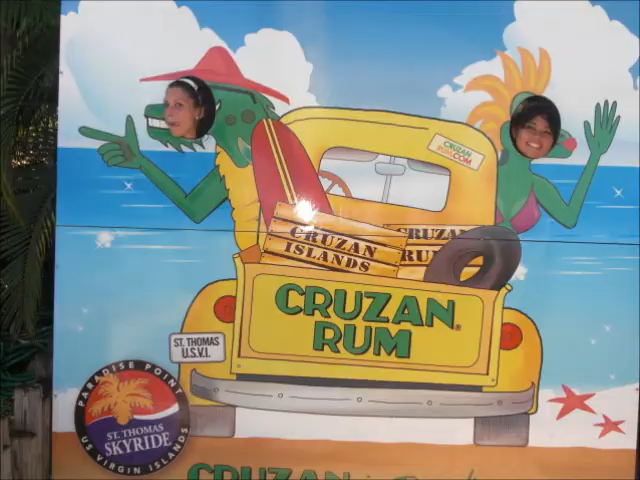 CRUZAN
RUM.COM
CRUZAN
ISLANDS
CRUZAN
RUM
CRUZAN
RUM
ST. THOMAS
U.S.V.I.
PARADISE POINT
ST. THOMAS
SKYRIDE
US VIRGIN ISLANDS
CRUZAN